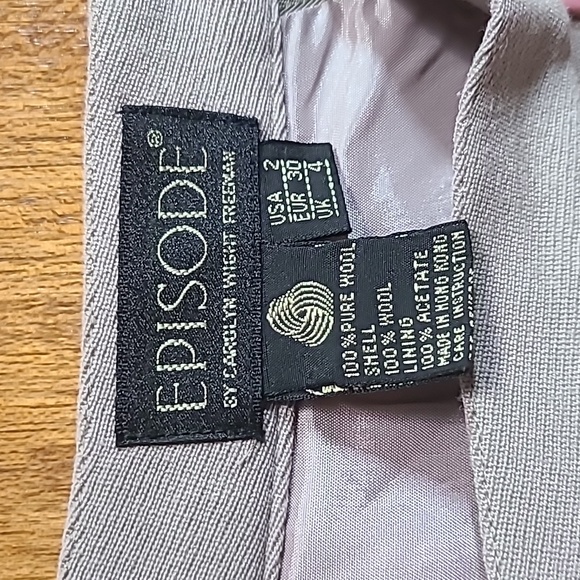 EPISODE®
BY CAROLYN WIGHT FREEMAN
USA 2
EUR 30
UK 4
100% PURE WOOL
SHELL
100% WOOL
LINING
100% ACETATE
MADE IN HONG KONG
CARE INSTRUCTION